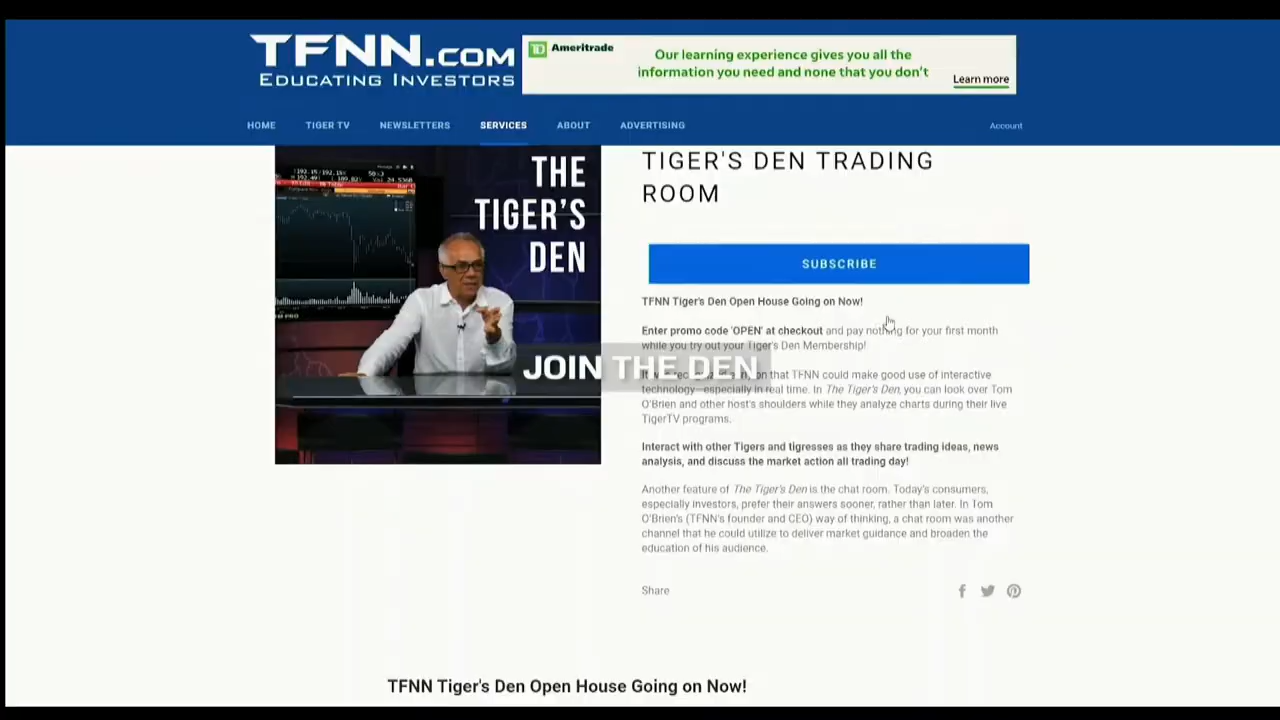 TFNN.COM
EDUCATING INVESTORS
Ameritrade
Our learning experience gives you all the
information you need and none that you don't
Learn more
HOME
TIGER TV
NEWSLETTERS
SERVICES
ABOUT
ADVERTISING
Account
THE
TIGER'S
DEN
TIGER'S DEN TRADING
ROOM
SUBSCRIBE
TFNN Tiger's Den Open House Going on Now!
Enter promo code 'OPEN' at checkout and pay nothing for your first month
while you try out your Tiger's Den Membership!
JOIN THE DEN
that TFNN could make good use of interactive
technology—especially in real time. In The Tiger's Den, you can look over Tom
O'Brien and other host's shoulders while they analyze charts during their live
TigerTV programs.
Interact with other Tigers and tigresses as they share trading ideas, news
analysis, and discuss the market action all trading day!
Another feature of The Tiger's Den is the chat room. Today's consumers,
especially investors, prefer their answers sooner, rather than later. In Tom
O'Brien's (TFNN's founder and CEO) way of thinking, a chat room was another
channel that he could utilize to deliver market guidance and broaden the
education of his audience.
Share
TFNN Tiger's Den Open House Going on Now!